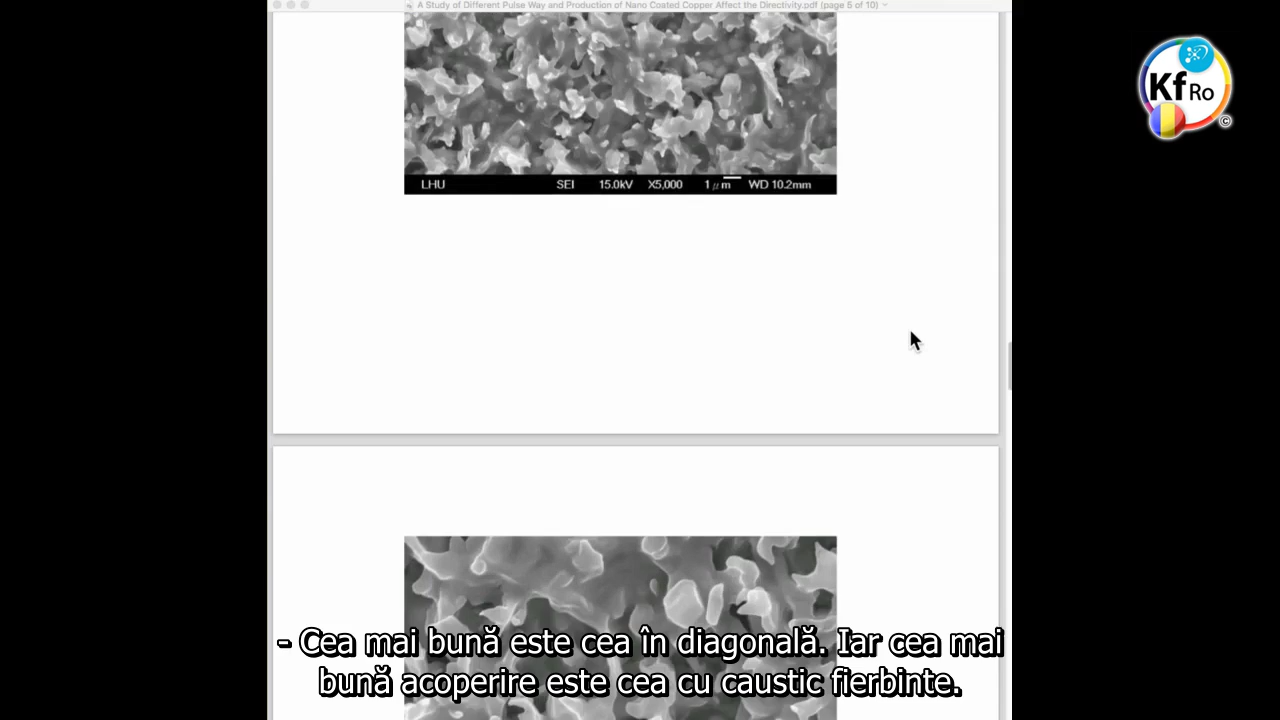 A Study of Different Pulse Way and Production of Nano Coated Copper Affect the Directivity.pdf (page 5 of 10)
Kf Ro
©
LHU SEI 15.0kV X5,000 1μm WD 10.2mm
- Cea mai bună este cea în diagonală. Iar cea mai
bună acoperire este cea cu caustic fierbinte.